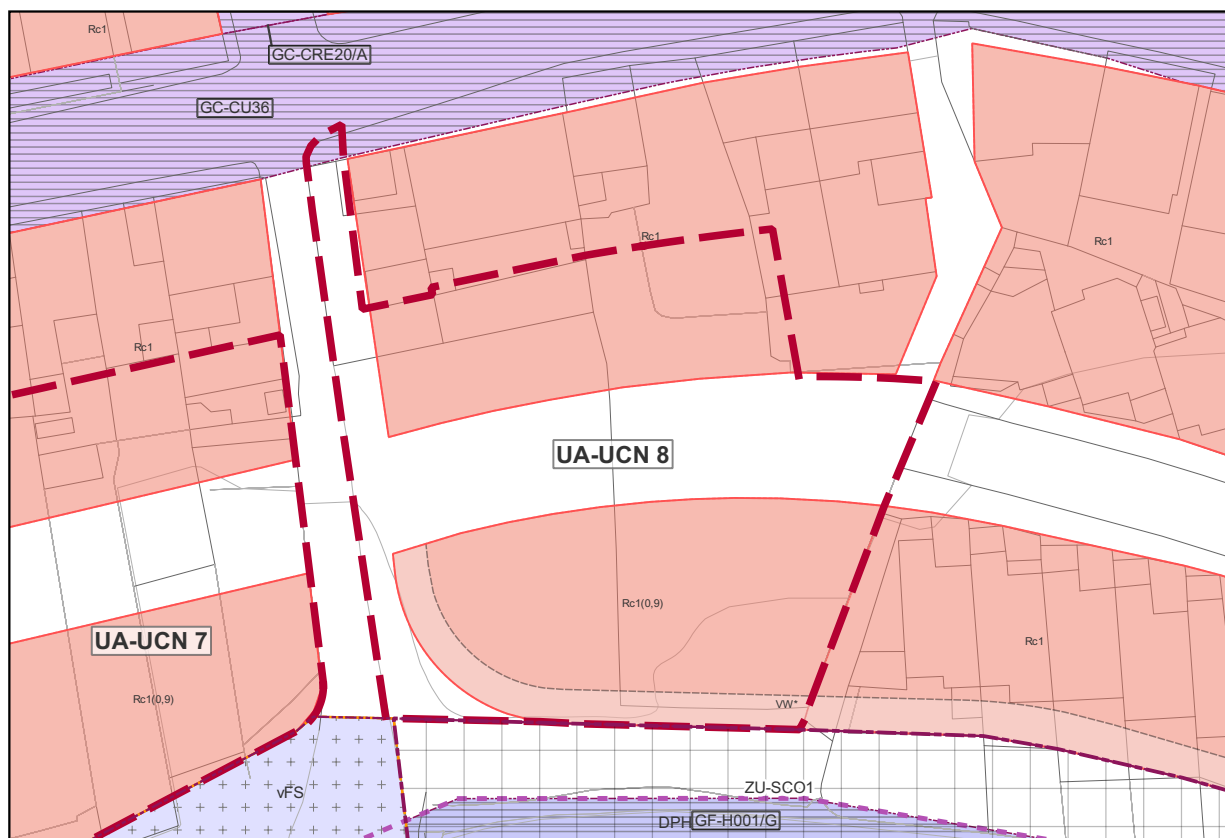 Rc1
GC-CRE20/A
GC-CU36
Rc1
Rc1
Rc1
UA-UCN 8
Rc1(0,9)
UA-UCN 7
Rc1
Rc1(0,9)
VW*
vFS
ZU-SCO1
DPH
GF-H001/G